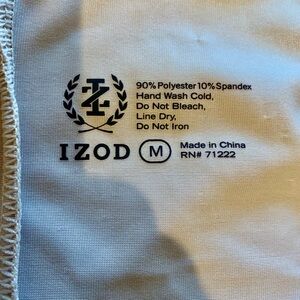 90% Polyester 10% Spandex
Hand Wash Cold,
Do Not Bleach,
Line Dry,
Do Not Iron
IZOD
M
Made in China
RN# 71222